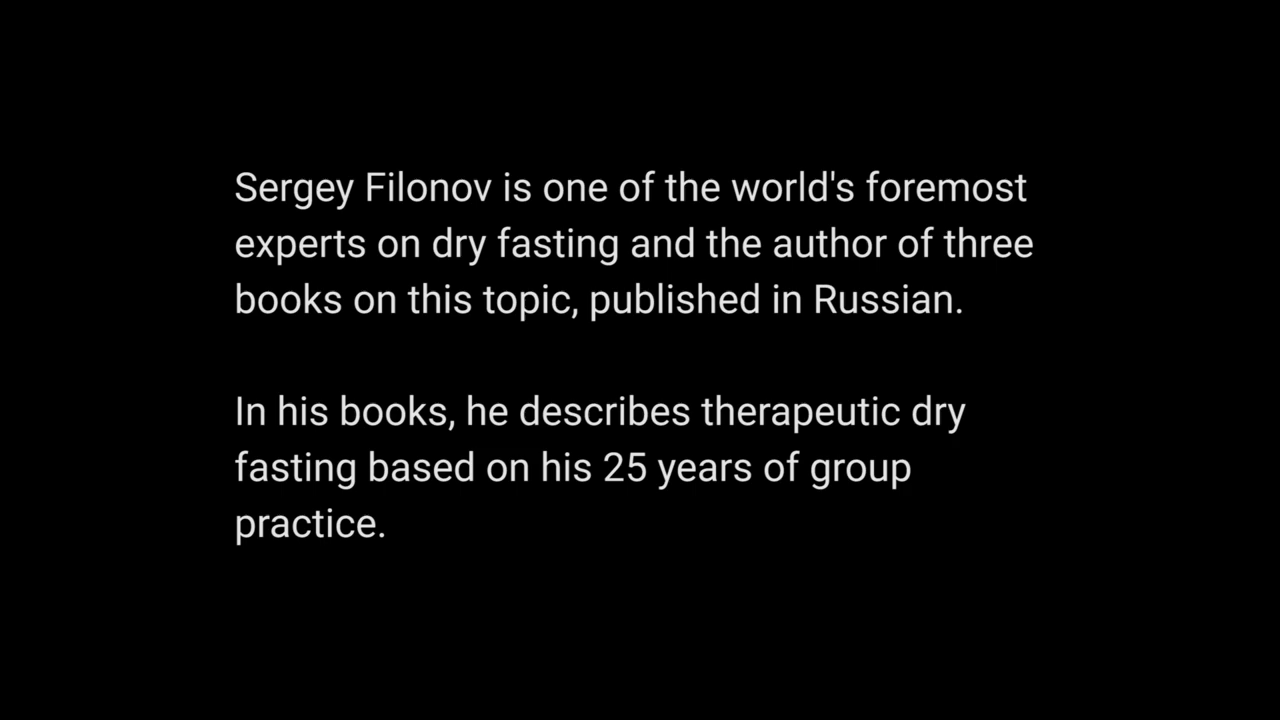 Sergey Filonov is one of the world's foremost
experts on dry fasting and the author of three
books on this topic, published in Russian.
In his books, he describes therapeutic dry
fasting based on his 25 years of group
practice.